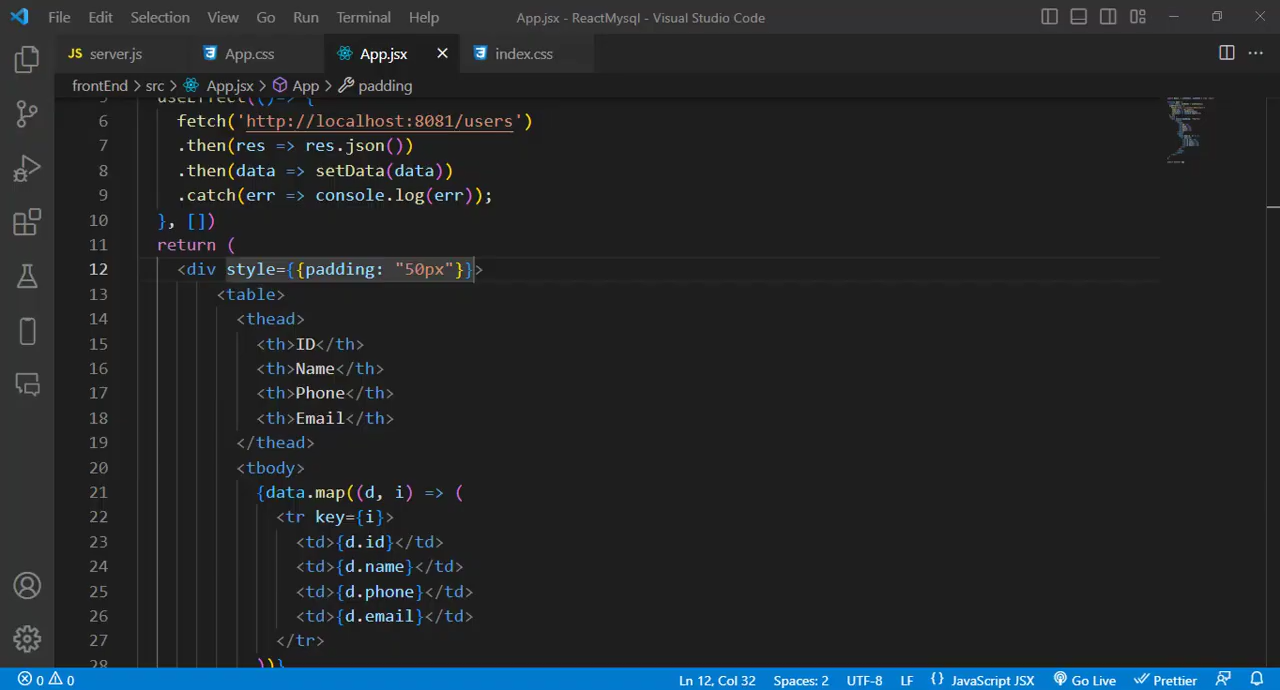 File Edit Selection View Go Run Terminal Help App.jsx - ReactMysql - Visual Studio Code
JS server.js App.css App.jsx index.css
frontEnd > src > App.jsx > App > padding
5 useEffect(()=> {
6 fetch('http://localhost:8081/users')
7 .then(res => res.json())
8 .then(data => setData(data))
9 .catch(err => console.log(err));
10 }, [])
11 return (
12 <div style={{padding: "50px"}}>
13 <table>
14 <thead>
15 <th>ID</th>
16 <th>Name</th>
17 <th>Phone</th>
18 <th>Email</th>
19 </thead>
20 <tbody>
21 {data.map((d, i) => (
22 <tr key={i}>
23 <td>{d.id}</td>
24 <td>{d.name}</td>
25 <td>{d.phone}</td>
26 <td>{d.email}</td>
27 </tr>
28 ))}
0 0 Ln 12, Col 32 Spaces: 2 UTF-8 LF {} JavaScript JSX Go Live Prettier